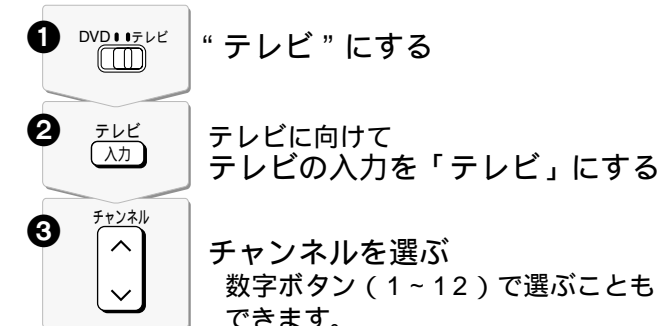 ❶ DVD テレビ
“テレビ”にする
❷ テレビ
入力
テレビに向けて
テレビの入力を「テレビ」にする
❸ チャンネル
チャンネルを選ぶ
数字ボタン(1~12)で選ぶことも
できます。